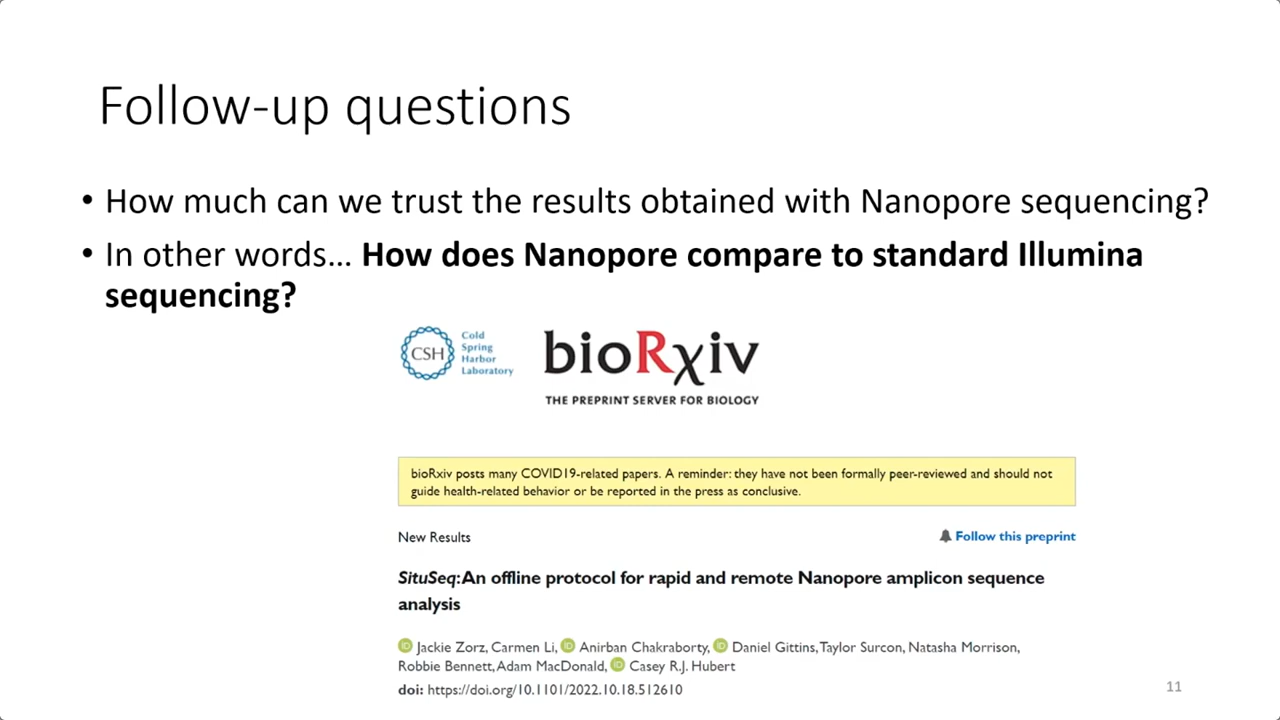 Follow-up questions
• How much can we trust the results obtained with Nanopore sequencing?
• In other words... How does Nanopore compare to standard Illumina
sequencing?
CSH
Cold
Spring
Harbor
Laboratory
bioRχiv
THE PREPRINT SERVER FOR BIOLOGY
bioRxiv posts many COVID19-related papers. A reminder: they have not been formally peer-reviewed and should not
guide health-related behavior or be reported in the press as conclusive.
New Results
Follow this preprint
SituSeq: An offline protocol for rapid and remote Nanopore amplicon sequence
analysis
iD Jackie Zorz, Carmen Li, iD Anirban Chakraborty, iD Daniel Gittins, Taylor Surcon, Natasha Morrison,
Robbie Bennett, Adam MacDonald, iD Casey R.J. Hubert
doi: https://doi.org/10.1101/2022.10.18.512610
11